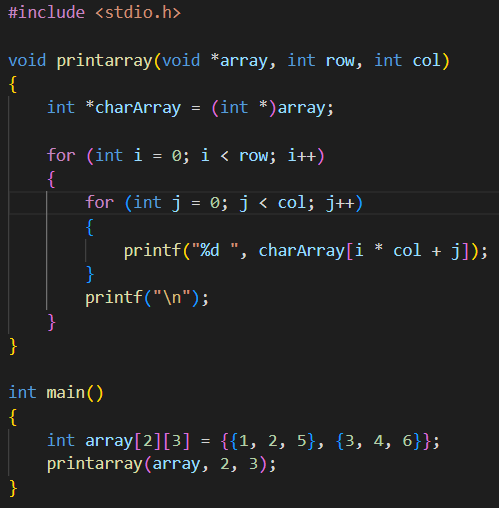 #include <stdio.h>

void printarray(void *array, int row, int col)
{
    int *charArray = (int *)array;

    for (int i = 0; i < row; i++)
    {
        for (int j = 0; j < col; j++)
        {
            printf("%d ", charArray[i * col + j]);
        }
        printf("\n");
    }
}

int main()
{
    int array[2][3] = {{1, 2, 5}, {3, 4, 6}};
    printarray(array, 2, 3);
}